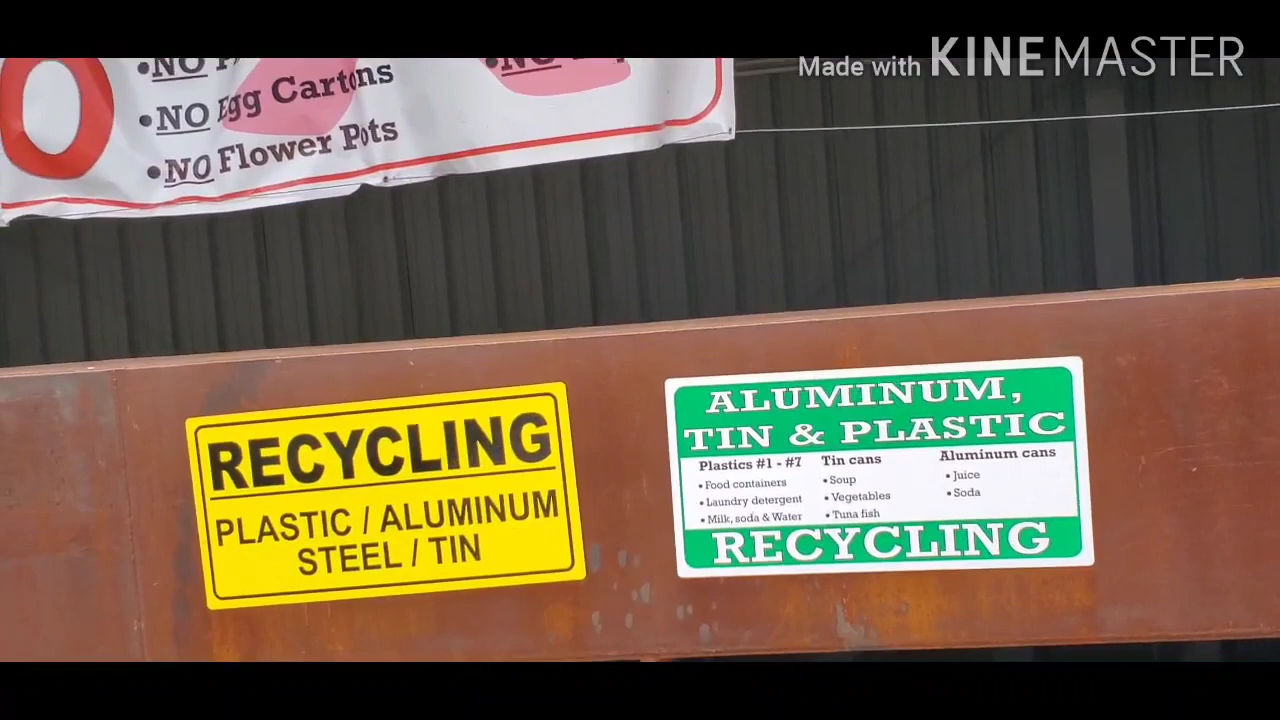 Made with KINEMASTER
•NO
•NO Egg Cartons
•NO Flower Pots
•NO
RECYCLING
PLASTIC / ALUMINUM
STEEL / TIN
ALUMINUM,
TIN & PLASTIC
Plastics #1 - #7
• Food containers
• Laundry detergent
• Milk, soda & Water
Tin cans
• Soup
• Vegetables
• Tuna fish
Aluminum cans
• Juice
• Soda
RECYCLING